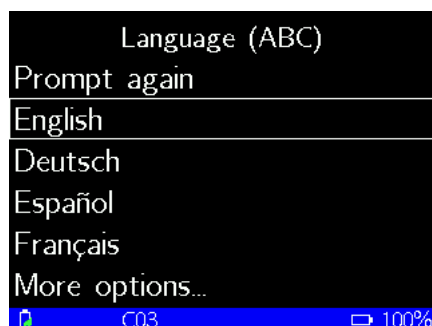 Language (ABC)
Prompt again
English
Deutsch
Español
Français
More options...
C03 100%